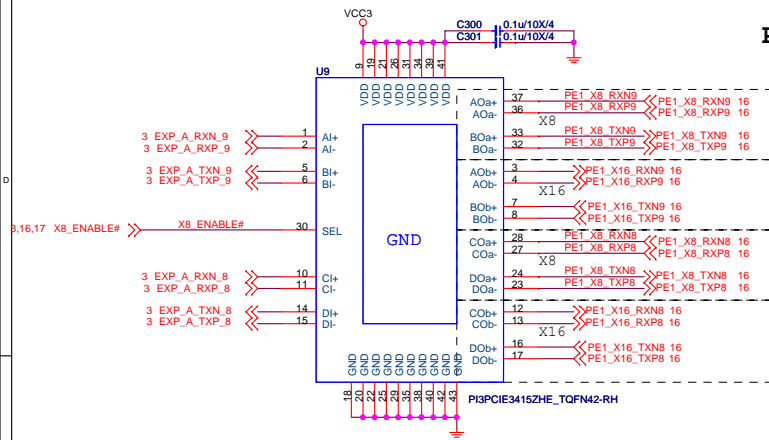 VCC3
C300 0.1u/10X/4
C301 0.1u/10X/4
U9
9 19 21 26 31 34 39 41
VDD VDD VDD VDD VDD VDD VDD VDD
3 EXP_A_RXN_9 1 AI+
3 EXP_A_RXP_9 2 AI-
3 EXP_A_TXN_9 5 BI+
3 EXP_A_TXP_9 6 BI-
3,16,17 X8_ENABLE# X8_ENABLE# 30 SEL
3 EXP_A_RXN_8 10 CI+
3 EXP_A_RXP_8 11 CI-
3 EXP_A_TXN_8 14 DI+
3 EXP_A_TXP_8 15 DI-
GND
AOa+ 37 PE1_X8_RXN9 PE1_X8_RXN9 16
AOa- 36 PE1_X8_RXP9 PE1_X8_RXP9 16
X8
BOa+ 33 PE1_X8_TXN9 PE1_X8_TXN9 16
BOa- 32 PE1_X8_TXP9 PE1_X8_TXP9 16
AOb+ 3 PE1_X16_RXN9 16
AOb- 4 PE1_X16_RXP9 16
X16
BOb+ 7 PE1_X16_TXN9 16
BOb- 8 PE1_X16_TXP9 16
COa+ 28 PE1_X8_RXN8 PE1_X8_RXN8 16
COa- 27 PE1_X8_RXP8 PE1_X8_RXP8 16
X8
DOa+ 24 PE1_X8_TXN8 PE1_X8_TXN8 16
DOa- 23 PE1_X8_TXP8 PE1_X8_TXP8 16
COb+ 12 PE1_X16_RXN8 16
COb- 13 PE1_X16_RXP8 16
X16
DOb+ 16 PE1_X16_TXN8 16
DOb- 17 PE1_X16_TXP8 16
GND GND GND GND GND GND GND GND GND GND
18 20 22 25 29 35 38 40 42 43
PI3PCIE3415ZHE_TQFN42-RH
D